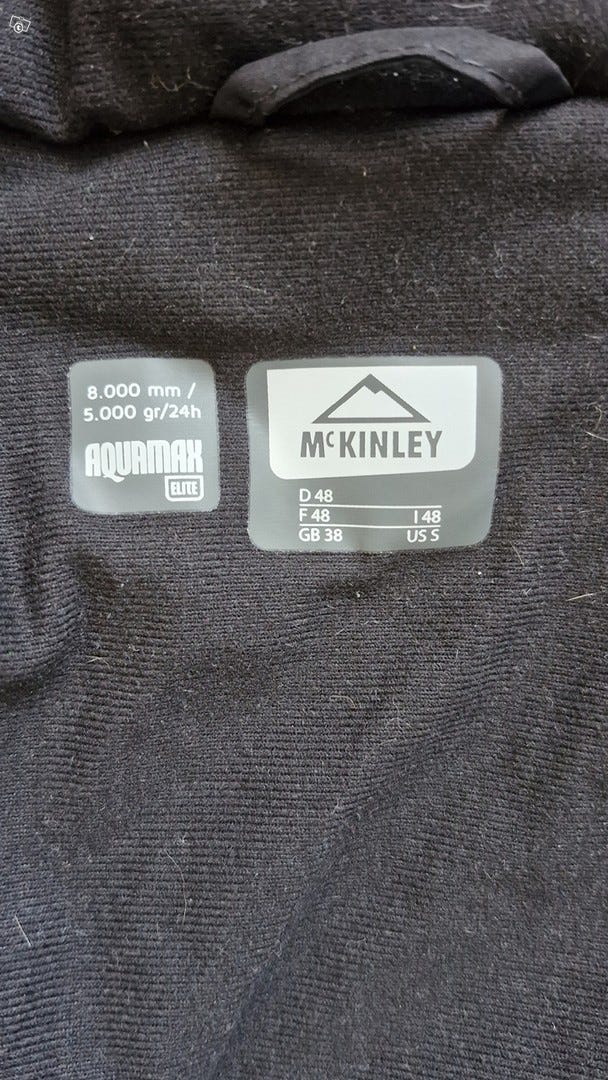 8.000 mm /
5.000 gr/24h
AQUAMAX
ELITE
McKINLEY
D 48
F 48 I 48
GB 38 US S